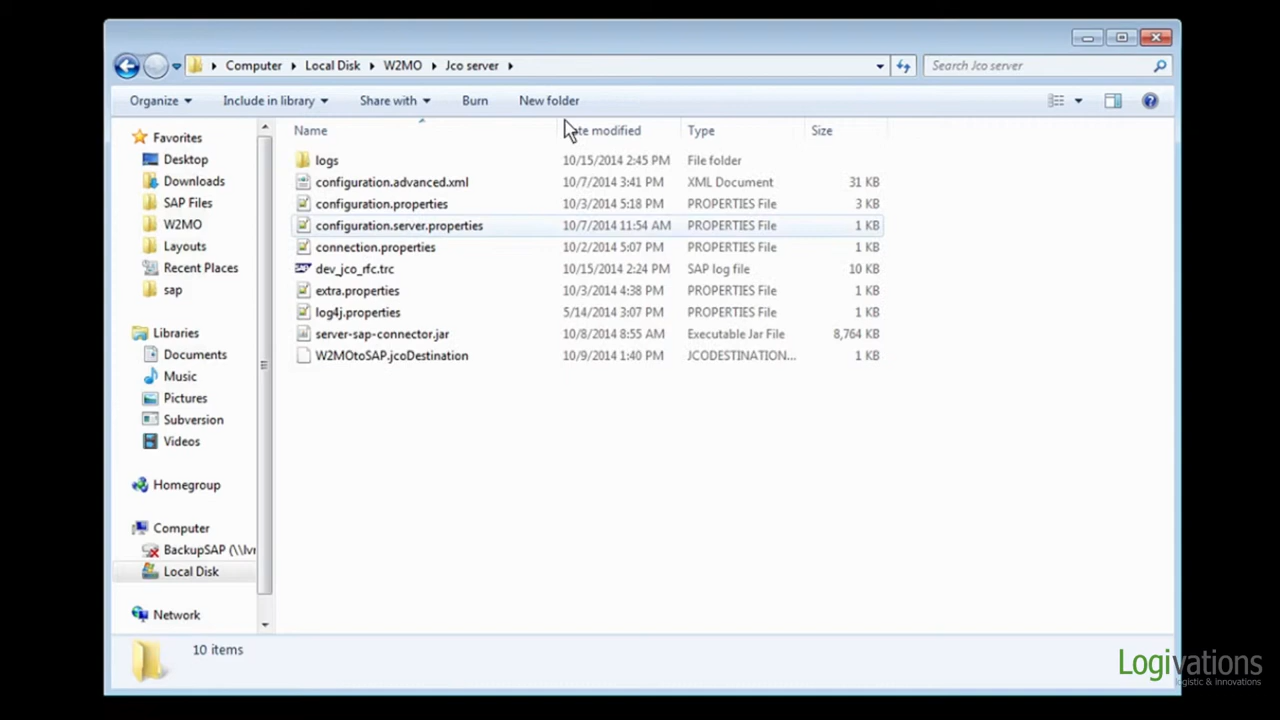 Computer Local Disk W2MO Jco server
Search Jco server
Organize Include in library Share with Burn New folder
Name Date modified Type Size
Favorites
Desktop
Downloads
SAP Files
W2MO
Layouts
Recent Places
sap
Libraries
Documents
Music
Pictures
Subversion
Videos
Homegroup
Computer
BackupSAP (\\lvr
Local Disk
Network
logs 10/15/2014 2:45 PM File folder
configuration.advanced.xml 10/7/2014 3:41 PM XML Document 31 KB
configuration.properties 10/3/2014 5:18 PM PROPERTIES File 3 KB
configuration.server.properties 10/7/2014 11:54 AM PROPERTIES File 1 KB
connection.properties 10/2/2014 5:07 PM PROPERTIES File 1 KB
dev_jco_rfc.trc 10/15/2014 2:24 PM SAP log file 10 KB
extra.properties 10/3/2014 4:38 PM PROPERTIES File 1 KB
log4j.properties 5/14/2014 3:07 PM PROPERTIES File 1 KB
server-sap-connector.jar 10/8/2014 8:55 AM Executable Jar File 8,764 KB
W2MOtoSAP.jcoDestination 10/9/2014 1:40 PM JCODESTINATION... 1 KB
10 items
Logivations
logistic & innovations